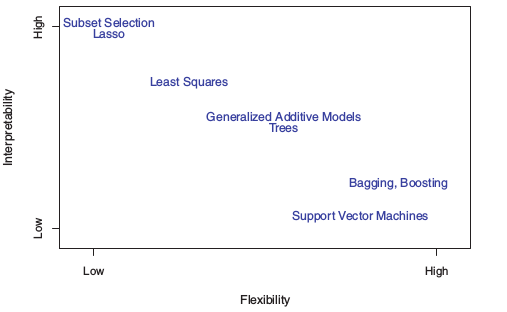 High
Subset Selection
Lasso
Least Squares
Generalized Additive Models
Trees
Bagging, Boosting
Support Vector Machines
Interpretability
Low
Low
High
Flexibility